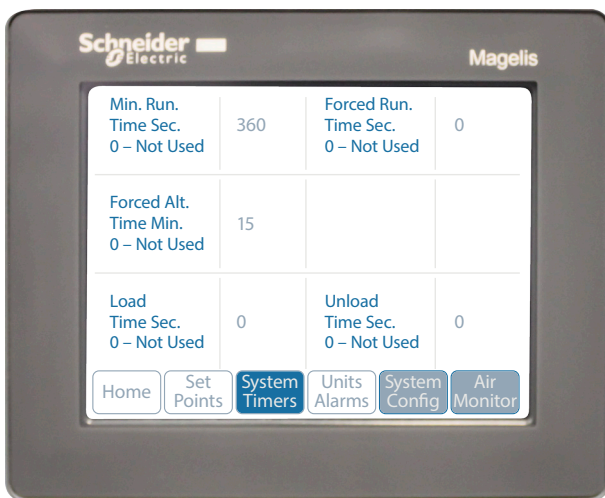 Schneider
Electric
Magelis
Min. Run.
Time Sec.
0 – Not Used
360
Forced Run.
Time Sec.
0 – Not Used
0
Forced Alt.
Time Min.
0 – Not Used
15
Load
Time Sec.
0 – Not Used
0
Unload
Time Sec.
0 – Not Used
0
Home
Set
Points
System
Timers
Units
Alarms
System
Config
Air
Monitor